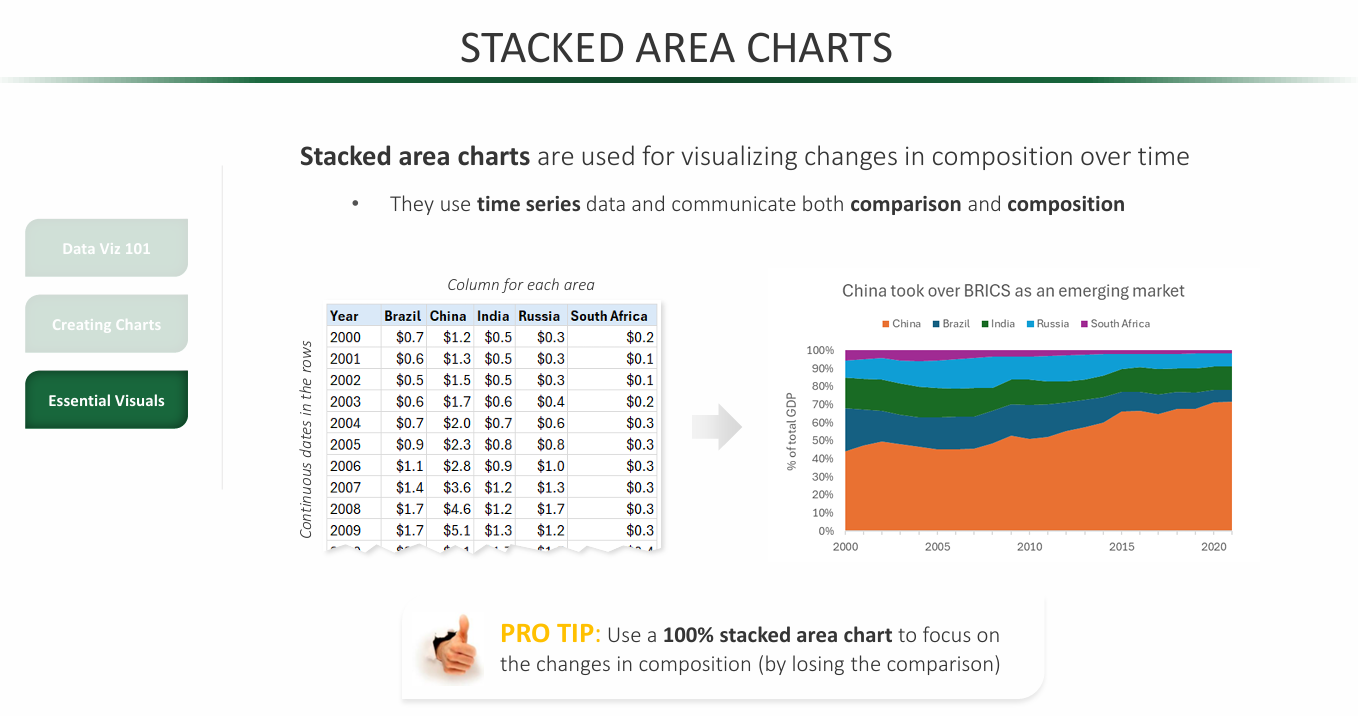 STACKED AREA CHARTS
Stacked area charts are used for visualizing changes in composition over time
• They use time series data and communicate both comparison and composition
Data Viz 101
Creating Charts
Essential Visuals
Column for each area
Continuous dates in the rows
Year Brazil China India Russia South Africa
2000 $0.7 $1.2 $0.5 $0.3 $0.2
2001 $0.6 $1.3 $0.5 $0.3 $0.1
2002 $0.5 $1.5 $0.5 $0.3 $0.1
2003 $0.6 $1.7 $0.6 $0.4 $0.2
2004 $0.7 $2.0 $0.7 $0.6 $0.3
2005 $0.9 $2.3 $0.8 $0.8 $0.3
2006 $1.1 $2.8 $0.9 $1.0 $0.3
2007 $1.4 $3.6 $1.2 $1.3 $0.3
2008 $1.7 $4.6 $1.2 $1.7 $0.3
2009 $1.7 $5.1 $1.3 $1.2 $0.3
China took over BRICS as an emerging market
China Brazil India Russia South Africa
% of total GDP
100%
90%
80%
70%
60%
50%
40%
30%
20%
10%
0%
2000 2005 2010 2015 2020
PRO TIP: Use a 100% stacked area chart to focus on
the changes in composition (by losing the comparison)